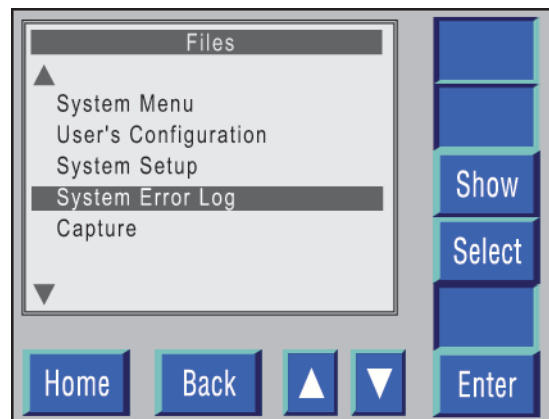 Files
System Menu
User's Configuration
System Setup
System Error Log
Capture
Show
Select
Home
Back
Enter